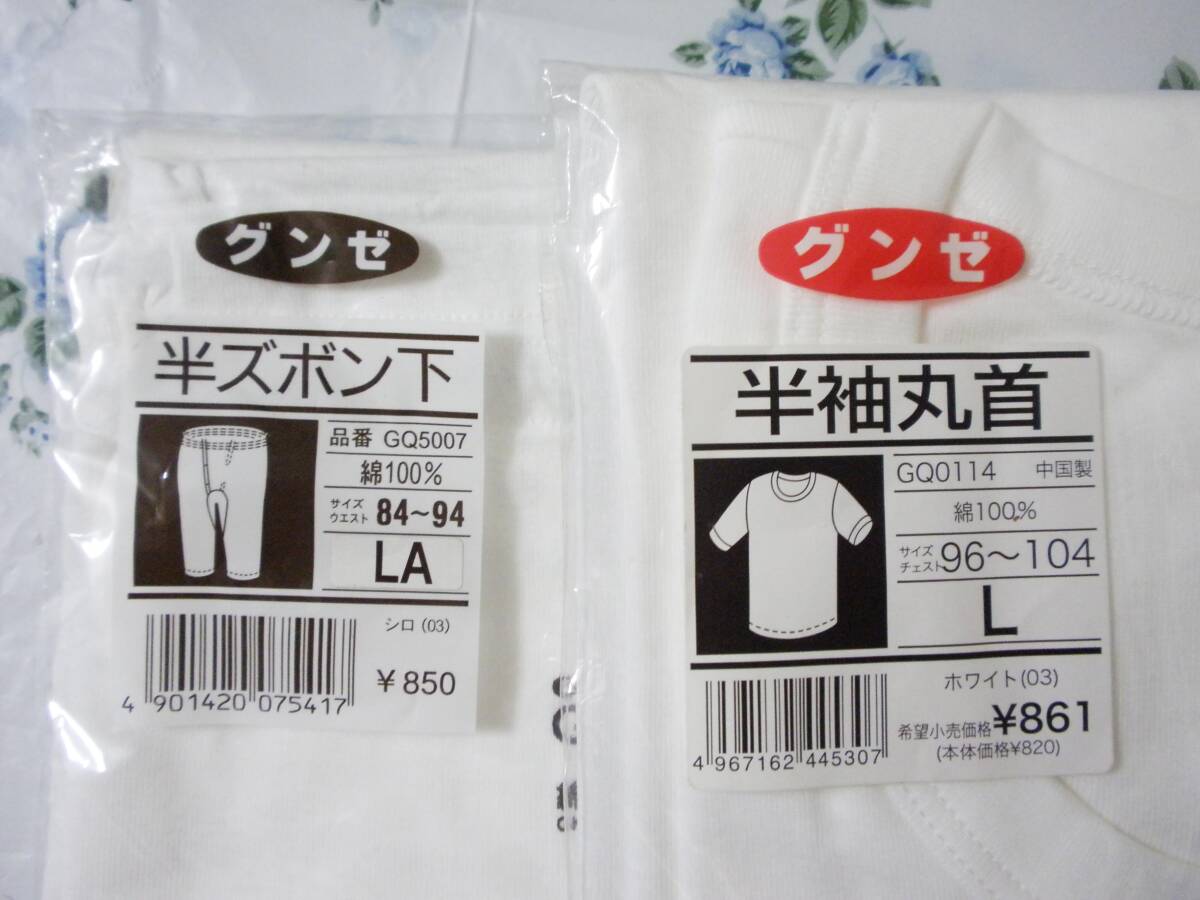 グンゼ
半ズボン下
品番 GQ5007
綿100%
サイズ
ウエスト 84~94
LA
シロ (03)
¥850
4 901420 075417
グンゼ
半袖丸首
GQ0114 中国製
綿100%
サイズ
チェスト 96~104
L
ホワイト(03)
希望小売価格 ¥861
(本体価格¥820)
4 967162 445307